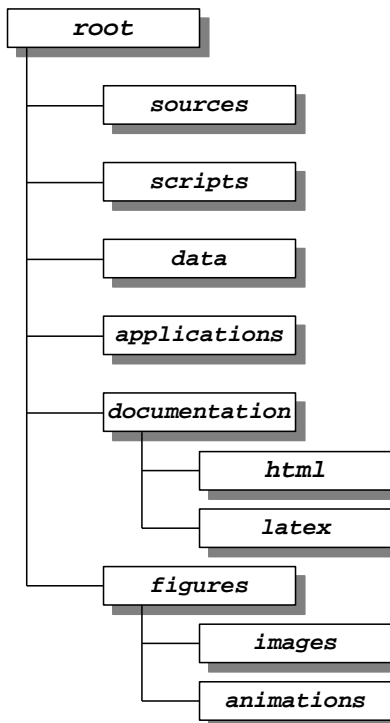 root
sources
scripts
data
applications
documentation
html
latex
figures
images
animations